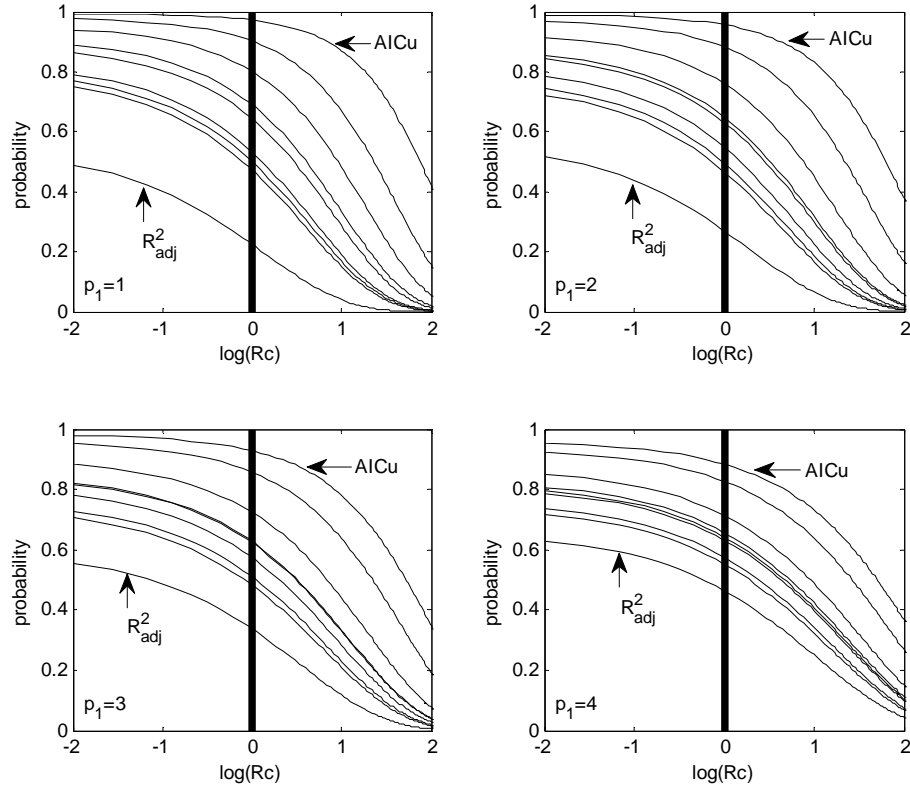 1
0.8
0.6
0.4
0.2
0
probability
AICu
R²adj
p₁=1
-2 -1 0 1 2
log(Rc)
1
0.8
0.6
0.4
0.2
0
probability
AICu
R²adj
p₁=2
-2 -1 0 1 2
log(Rc)
1
0.8
0.6
0.4
0.2
0
probability
AICu
R²adj
p₁=3
-2 -1 0 1 2
log(Rc)
1
0.8
0.6
0.4
0.2
0
probability
AICu
R²adj
p₁=4
-2 -1 0 1 2
log(Rc)